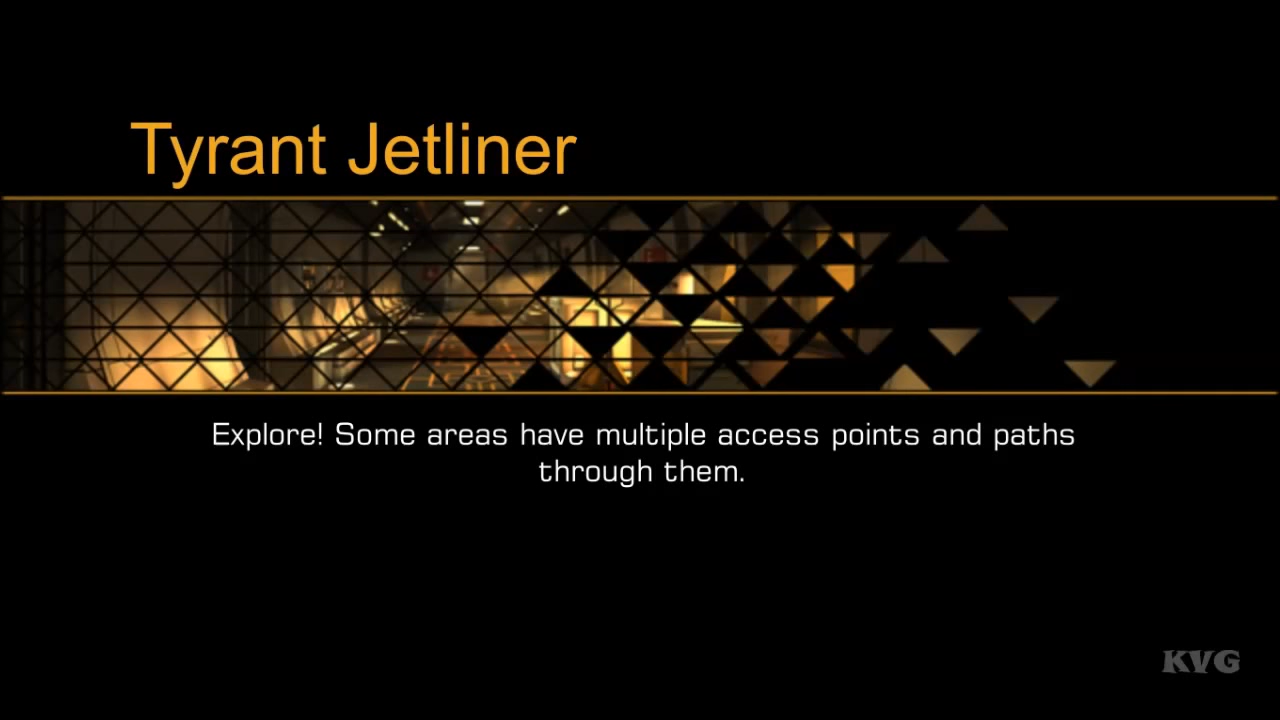 Tyrant Jetliner
Explore! Some areas have multiple access points and paths
through them.
KVG